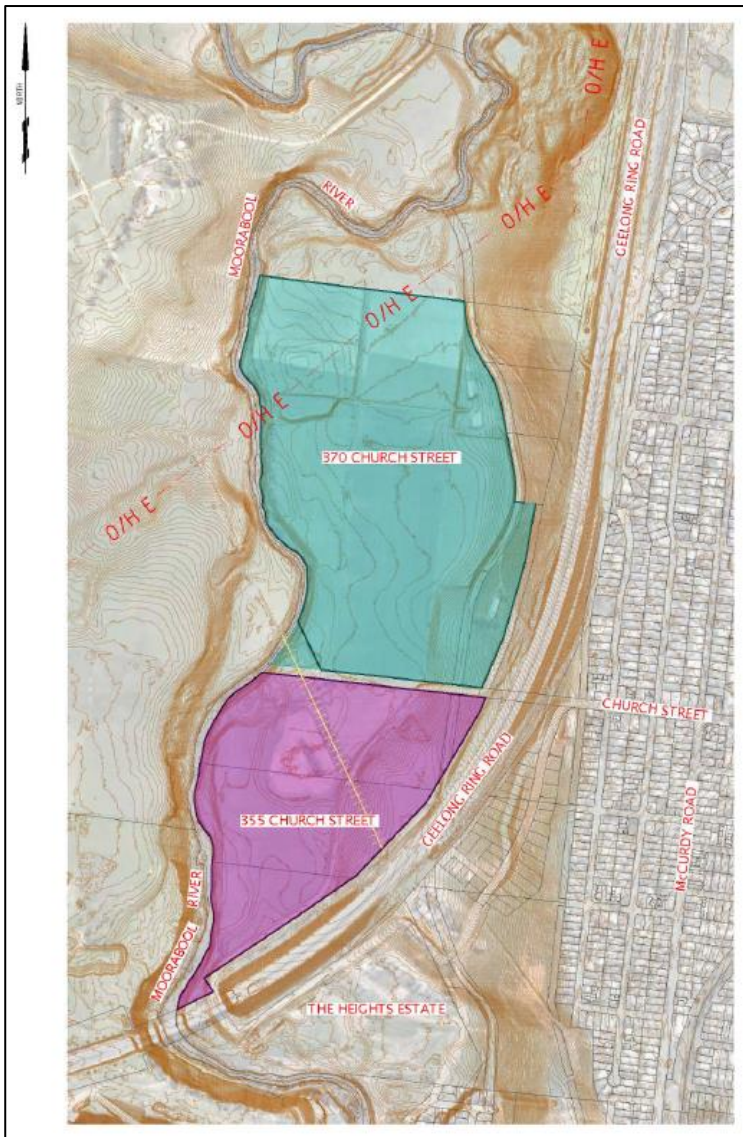 NORTH
O/H E
GEELONG RING ROAD
RIVER
MOORABOOL
O/H E
O/H E
O/H E
370 CHURCH STREET
O/H E
CHURCH STREET
355 CHURCH STREET
GEELONG RING ROAD
McCURDY ROAD
RIVER
MOORABOOL
THE HEIGHTS ESTATE